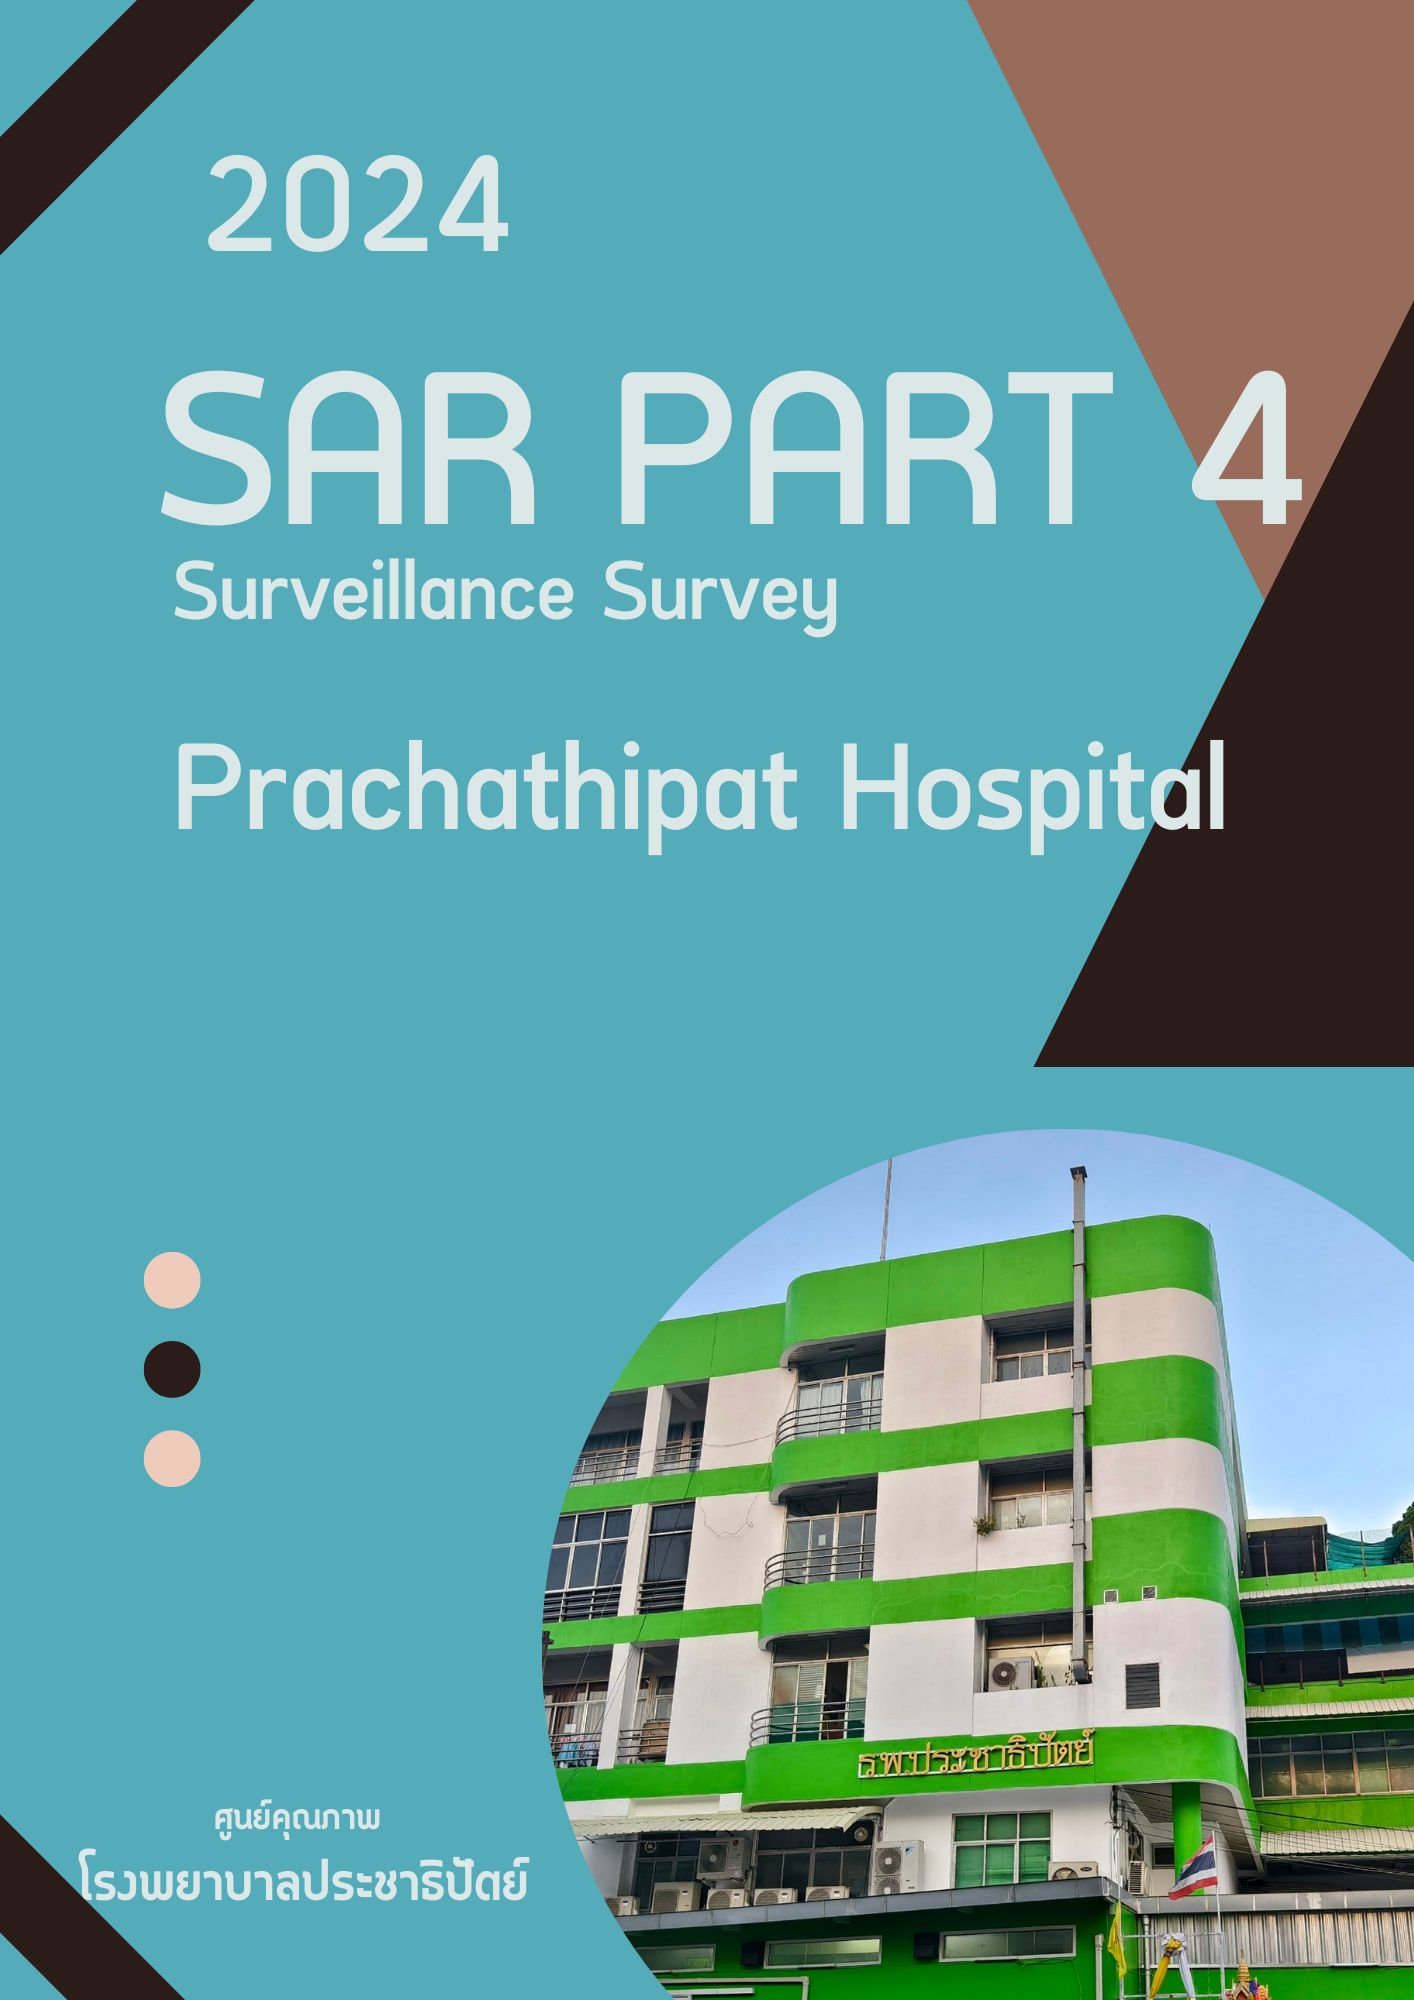 2024
SAR PART 4
Surveillance Survey
Prachathipat Hospital
รพ.ประชาธิปัตย์
ศูนย์คุณภาพ
โรงพยาบาลประชาธิปัตย์